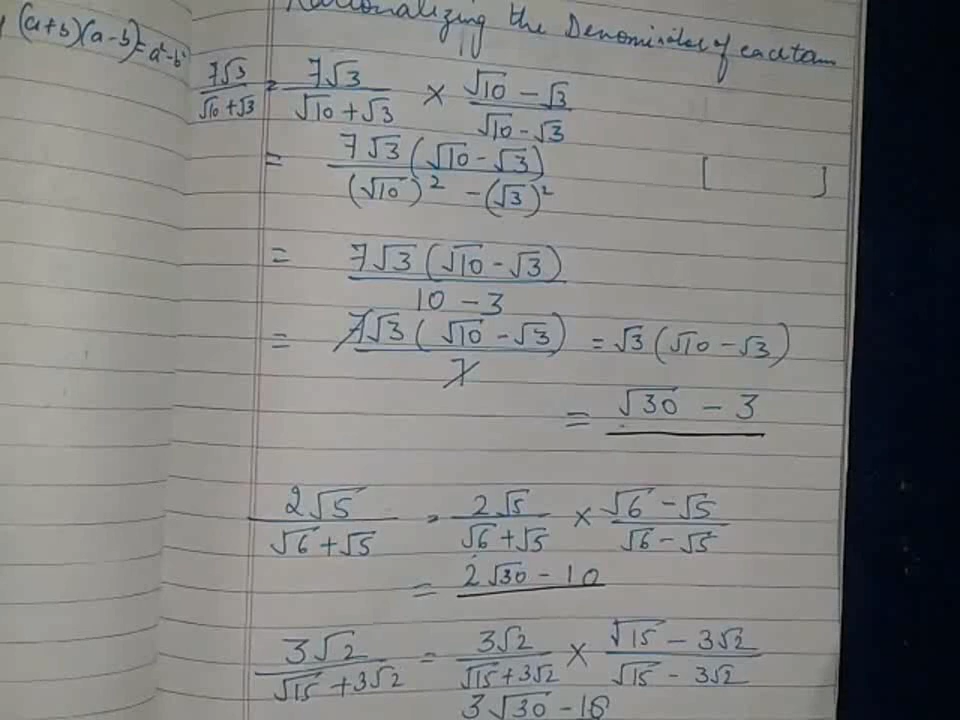 Rationalizing the Denominator of each term
(a+b)(a-b)=a²-b²
7√3/(√10+√3) = 7√3/(√10+√3) × (√10-√3)/(√10-√3)
= 7√3(√10-√3)/((√10)²-(√3)²) [ ]
= 7√3(√10-√3)/(10-3)
= 7√3(√10-√3)/7 = √3(√10-√3)
= √30 - 3
2√5/(√6+√5) = 2√5/(√6+√5) × (√6-√5)/(√6-√5)
= 2√30-10
3√2/(√15+3√2) = 3√2/(√15+3√2) × (√15-3√2)/(√15-3√2)
3√30-18